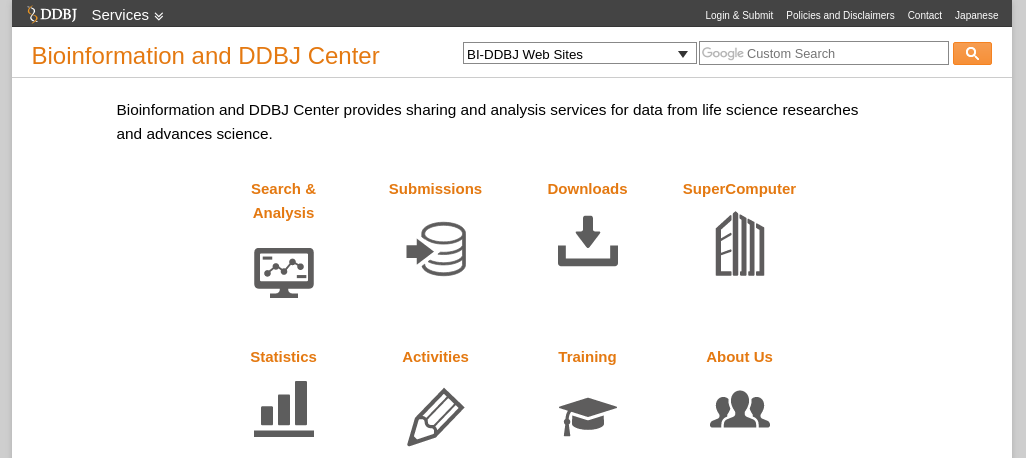 DDBJ Services Login & Submit Policies and Disclaimers Contact Japanese
Bioinformation and DDBJ Center BI-DDBJ Web Sites Google Custom Search
Bioinformation and DDBJ Center provides sharing and analysis services for data from life science researches
and advances science.
Search & Submissions Downloads SuperComputer
Analysis
Statistics Activities Training About Us